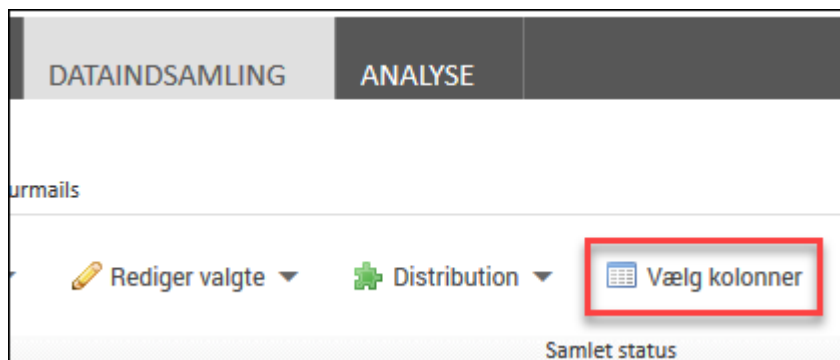 DATAINDSAMLING ANALYSE
urmails
Rediger valgte Distribution Vælg kolonner
Samlet status